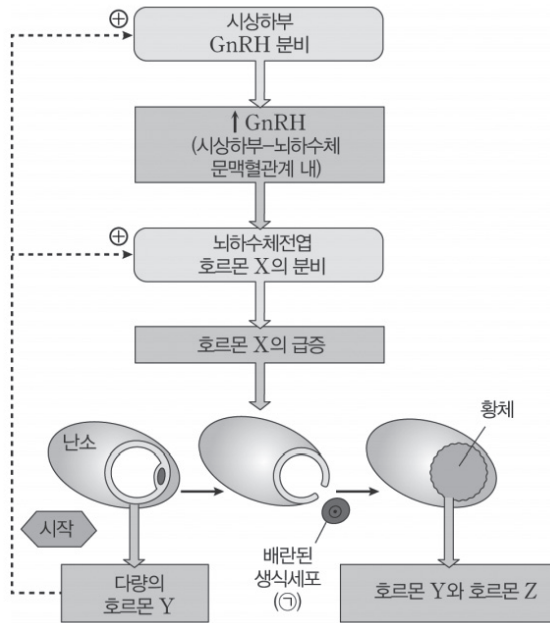 ⊕
시상하부
GnRH 분비
↑GnRH
(시상하부-뇌하수체
문맥혈관계 내)
⊕
뇌하수체전엽
호르몬 X의 분비
호르몬 X의 급증
황체
난소
시작
배란된
생식세포
(㉠)
다량의
호르몬 Y
호르몬 Y와 호르몬 Z